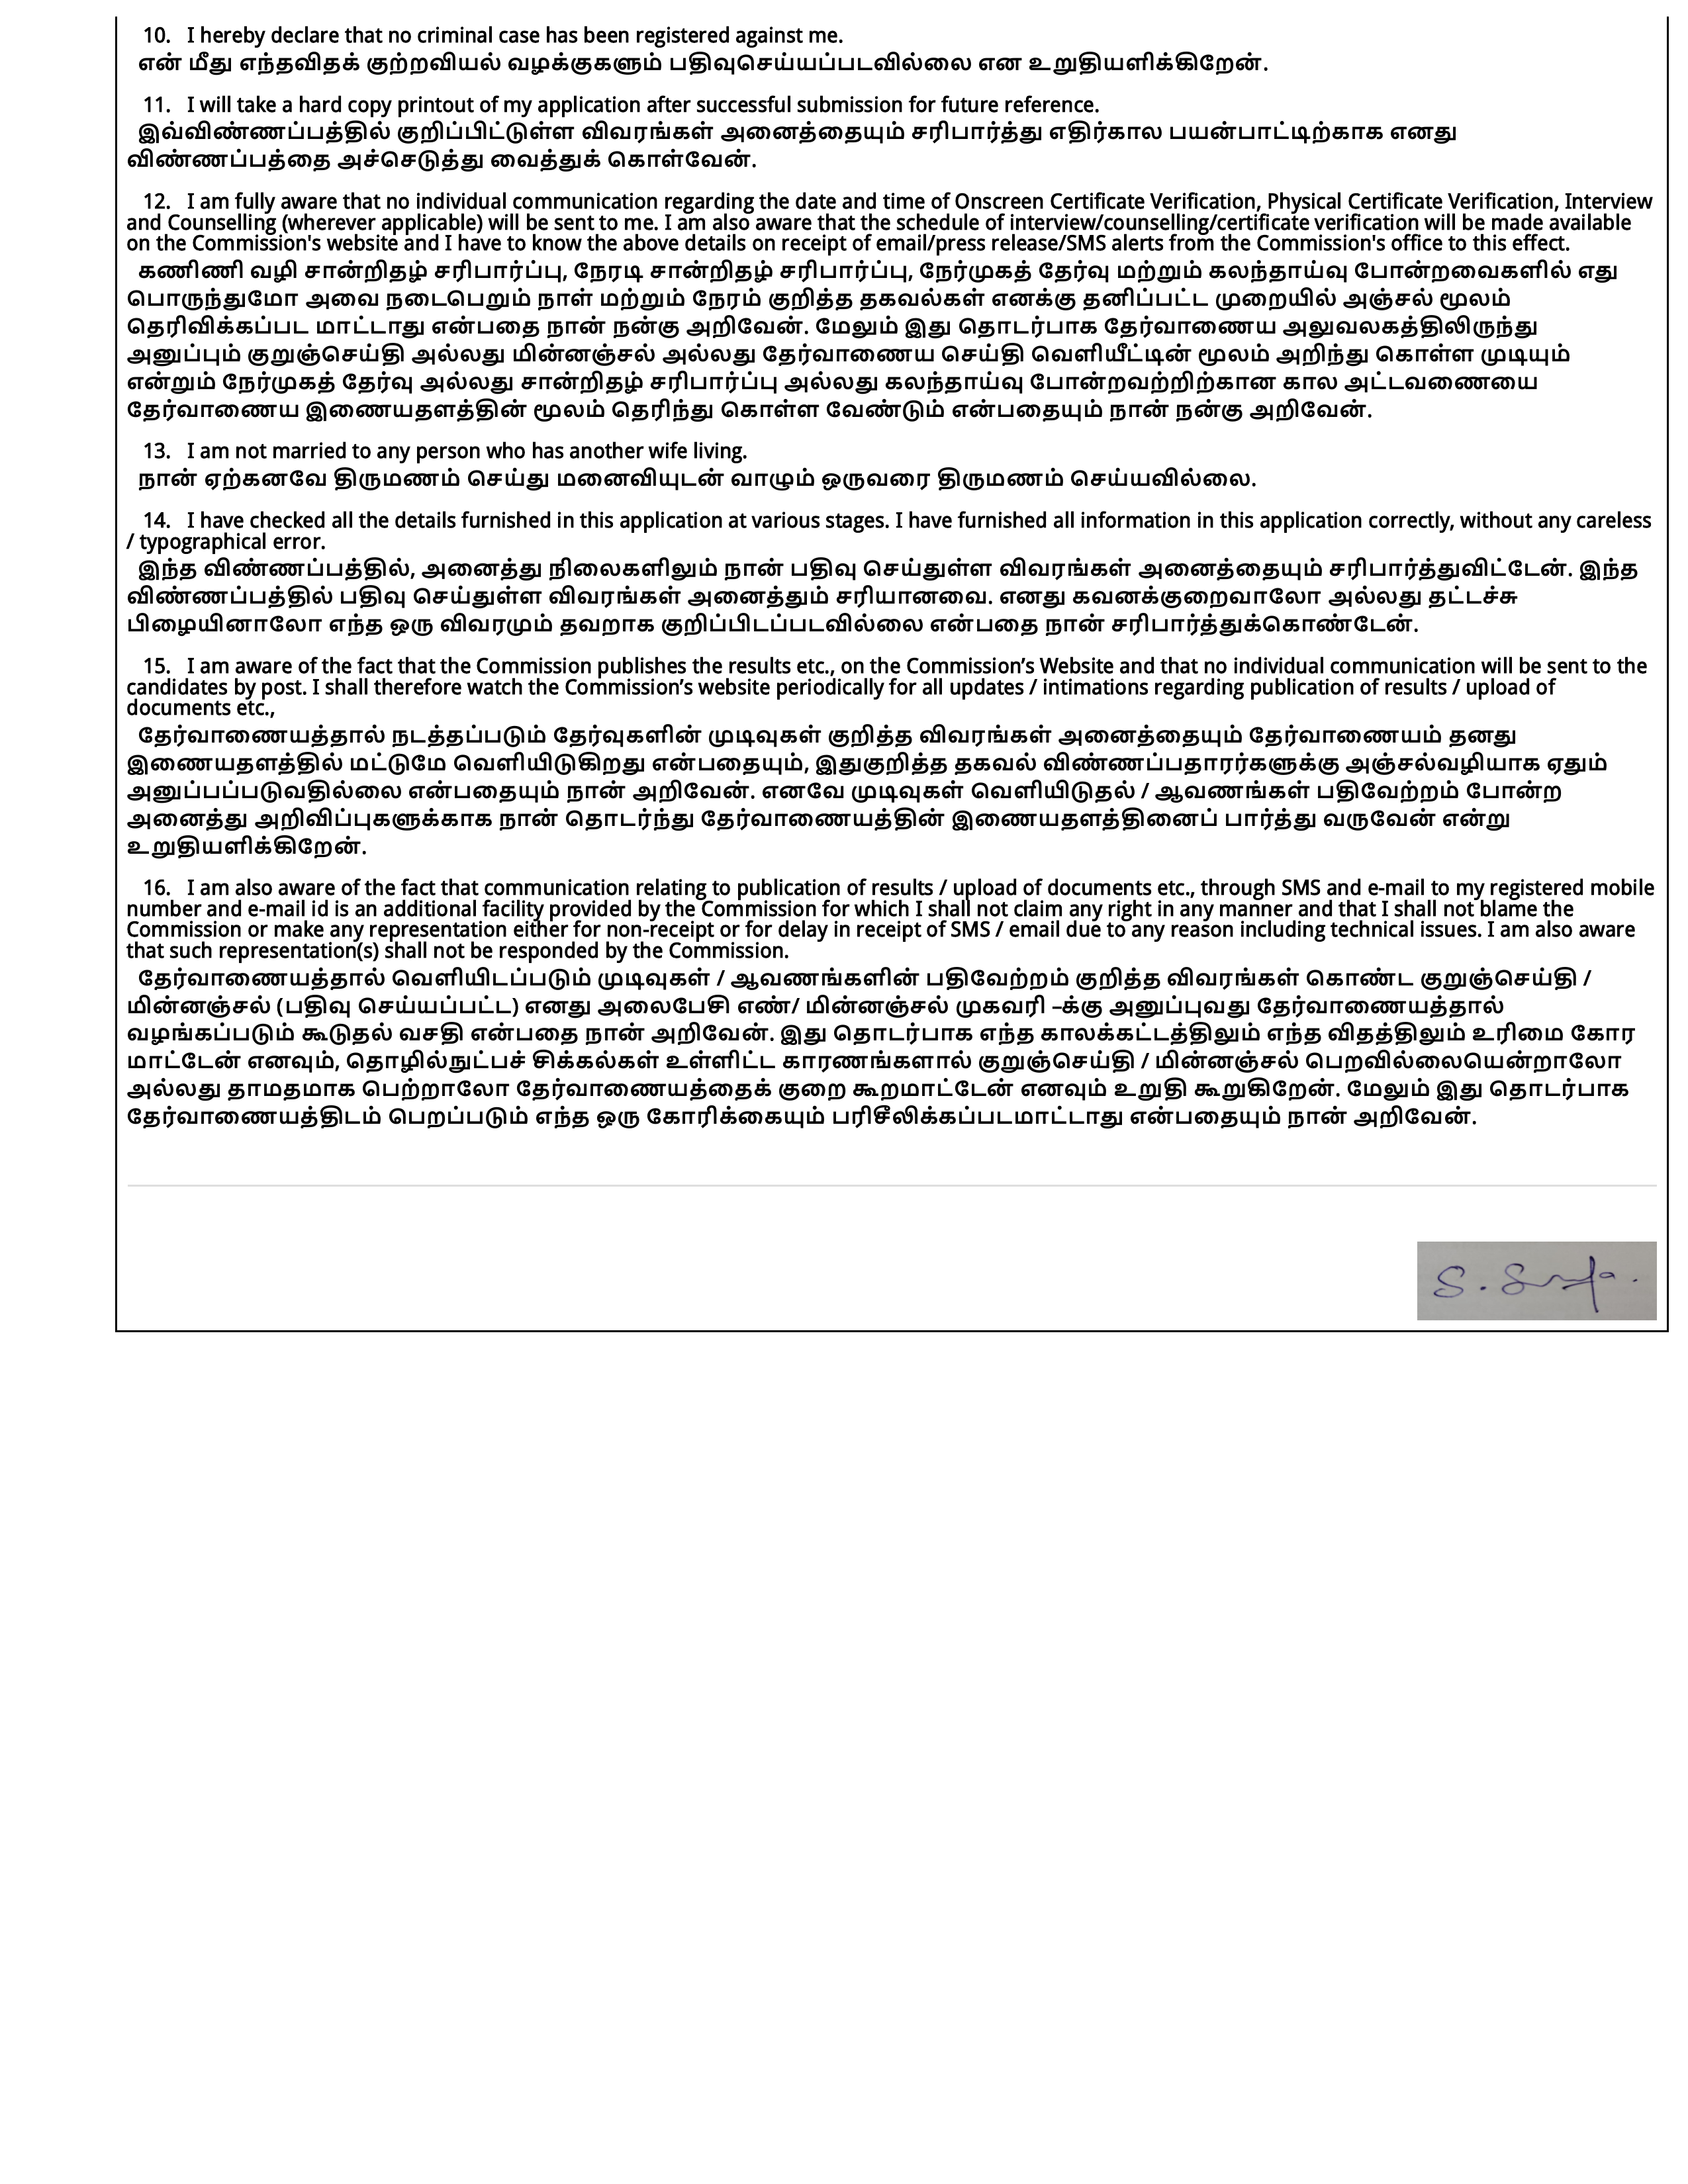 10. I hereby declare that no criminal case has been registered against me.
என் மீது எந்தவிதக் குற்றவியல் வழக்குகளும் பதிவுசெய்யப்படவில்லை என உறுதியளிக்கிறேன்.
11. I will take a hard copy printout of my application after successful submission for future reference.
இவ்விண்ணப்பத்தில் குறிப்பிட்டுள்ள விவரங்கள் அனைத்தையும் சரிபார்த்து எதிர்கால பயன்பாட்டிற்காக எனது
விண்ணப்பத்தை அச்செடுத்து வைத்துக் கொள்வேன்.
12. I am fully aware that no individual communication regarding the date and time of Onscreen Certificate Verification, Physical Certificate Verification, Interview
and Counselling (wherever applicable) will be sent to me. I am also aware that the schedule of interview/counselling/certificate verification will be made available
on the Commission's website and I have to know the above details on receipt of email/press release/SMS alerts from the Commission's office to this effect.
கணிணி வழி சான்றிதழ் சரிபார்ப்பு, நேரடி சான்றிதழ் சரிபார்ப்பு, நேர்முகத் தேர்வு மற்றும் கலந்தாய்வு போன்றவைகளில் எது
பொருந்துமோ அவை நடைபெறும் நாள் மற்றும் நேரம் குறித்த தகவல்கள் எனக்கு தனிப்பட்ட முறையில் அஞ்சல் மூலம்
தெரிவிக்கப்பட மாட்டாது என்பதை நான் நன்கு அறிவேன். மேலும் இது தொடர்பாக தேர்வாணைய அலுவலகத்திலிருந்து
அனுப்பும் குறுஞ்செய்தி அல்லது மின்னஞ்சல் அல்லது தேர்வாணைய செய்தி வெளியீட்டின் மூலம் அறிந்து கொள்ள முடியும்
என்றும் நேர்முகத் தேர்வு அல்லது சான்றிதழ் சரிபார்ப்பு அல்லது கலந்தாய்வு போன்றவற்றிற்கான கால அட்டவணையை
தேர்வாணைய இணையதளத்தின் மூலம் தெரிந்து கொள்ள வேண்டும் என்பதையும் நான் நன்கு அறிவேன்.
13. I am not married to any person who has another wife living.
நான் ஏற்கனவே திருமணம் செய்து மனைவியுடன் வாழும் ஒருவரை திருமணம் செய்யவில்லை.
14. I have checked all the details furnished in this application at various stages. I have furnished all information in this application correctly, without any careless
/ typographical error.
இந்த விண்ணப்பத்தில், அனைத்து நிலைகளிலும் நான் பதிவு செய்துள்ள விவரங்கள் அனைத்தையும் சரிபார்த்துவிட்டேன். இந்த
விண்ணப்பத்தில் பதிவு செய்துள்ள விவரங்கள் அனைத்தும் சரியானவை. எனது கவனக்குறைவாலோ அல்லது தட்டச்சு
பிழையினாலோ எந்த ஒரு விவரமும் தவறாக குறிப்பிடப்படவில்லை என்பதை நான் சரிபார்த்துக்கொண்டேன்.
15. I am aware of the fact that the Commission publishes the results etc., on the Commission’s Website and that no individual communication will be sent to the
candidates by post. I shall therefore watch the Commission’s website periodically for all updates / intimations regarding publication of results / upload of
documents etc.,
தேர்வாணையத்தால் நடத்தப்படும் தேர்வுகளின் முடிவுகள் குறித்த விவரங்கள் அனைத்தையும் தேர்வாணையம் தனது
இணையதளத்தில் மட்டுமே வெளியிடுகிறது என்பதையும், இதுகுறித்த தகவல் விண்ணப்பதாரர்களுக்கு அஞ்சல்வழியாக ஏதும்
அனுப்பப்படுவதில்லை என்பதையும் நான் அறிவேன். எனவே முடிவுகள் வெளியிடுதல் / ஆவணங்கள் பதிவேற்றம் போன்ற
அனைத்து அறிவிப்புகளுக்காக நான் தொடர்ந்து தேர்வாணையத்தின் இணையதளத்தினைப் பார்த்து வருவேன் என்று
உறுதியளிக்கிறேன்.
16. I am also aware of the fact that communication relating to publication of results / upload of documents etc., through SMS and e-mail to my registered mobile
number and e-mail id is an additional facility provided by the Commission for which I shall not claim any right in any manner and that I shall not blame the
Commission or make any representation either for non-receipt or for delay in receipt of SMS / email due to any reason including technical issues. I am also aware
that such representation(s) shall not be responded by the Commission.
தேர்வாணையத்தால் வெளியிடப்படும் முடிவுகள் / ஆவணங்களின் பதிவேற்றம் குறித்த விவரங்கள் கொண்ட குறுஞ்செய்தி /
மின்னஞ்சல் (பதிவு செய்யப்பட்ட) எனது அலைபேசி எண்/ மின்னஞ்சல் முகவரி –க்கு அனுப்புவது தேர்வாணையத்தால்
வழங்கப்படும் கூடுதல் வசதி என்பதை நான் அறிவேன். இது தொடர்பாக எந்த காலக்கட்டத்திலும் எந்த விதத்திலும் உரிமை கோர
மாட்டேன் எனவும், தொழில்நுட்பச் சிக்கல்கள் உள்ளிட்ட காரணங்களால் குறுஞ்செய்தி / மின்னஞ்சல் பெறவில்லையென்றாலோ
அல்லது தாமதமாக பெற்றாலோ தேர்வாணையத்தைக் குறை கூறமாட்டேன் எனவும் உறுதி கூறுகிறேன். மேலும் இது தொடர்பாக
தேர்வாணையத்திடம் பெறப்படும் எந்த ஒரு கோரிக்கையும் பரிசீலிக்கப்படமாட்டாது என்பதையும் நான் அறிவேன்.